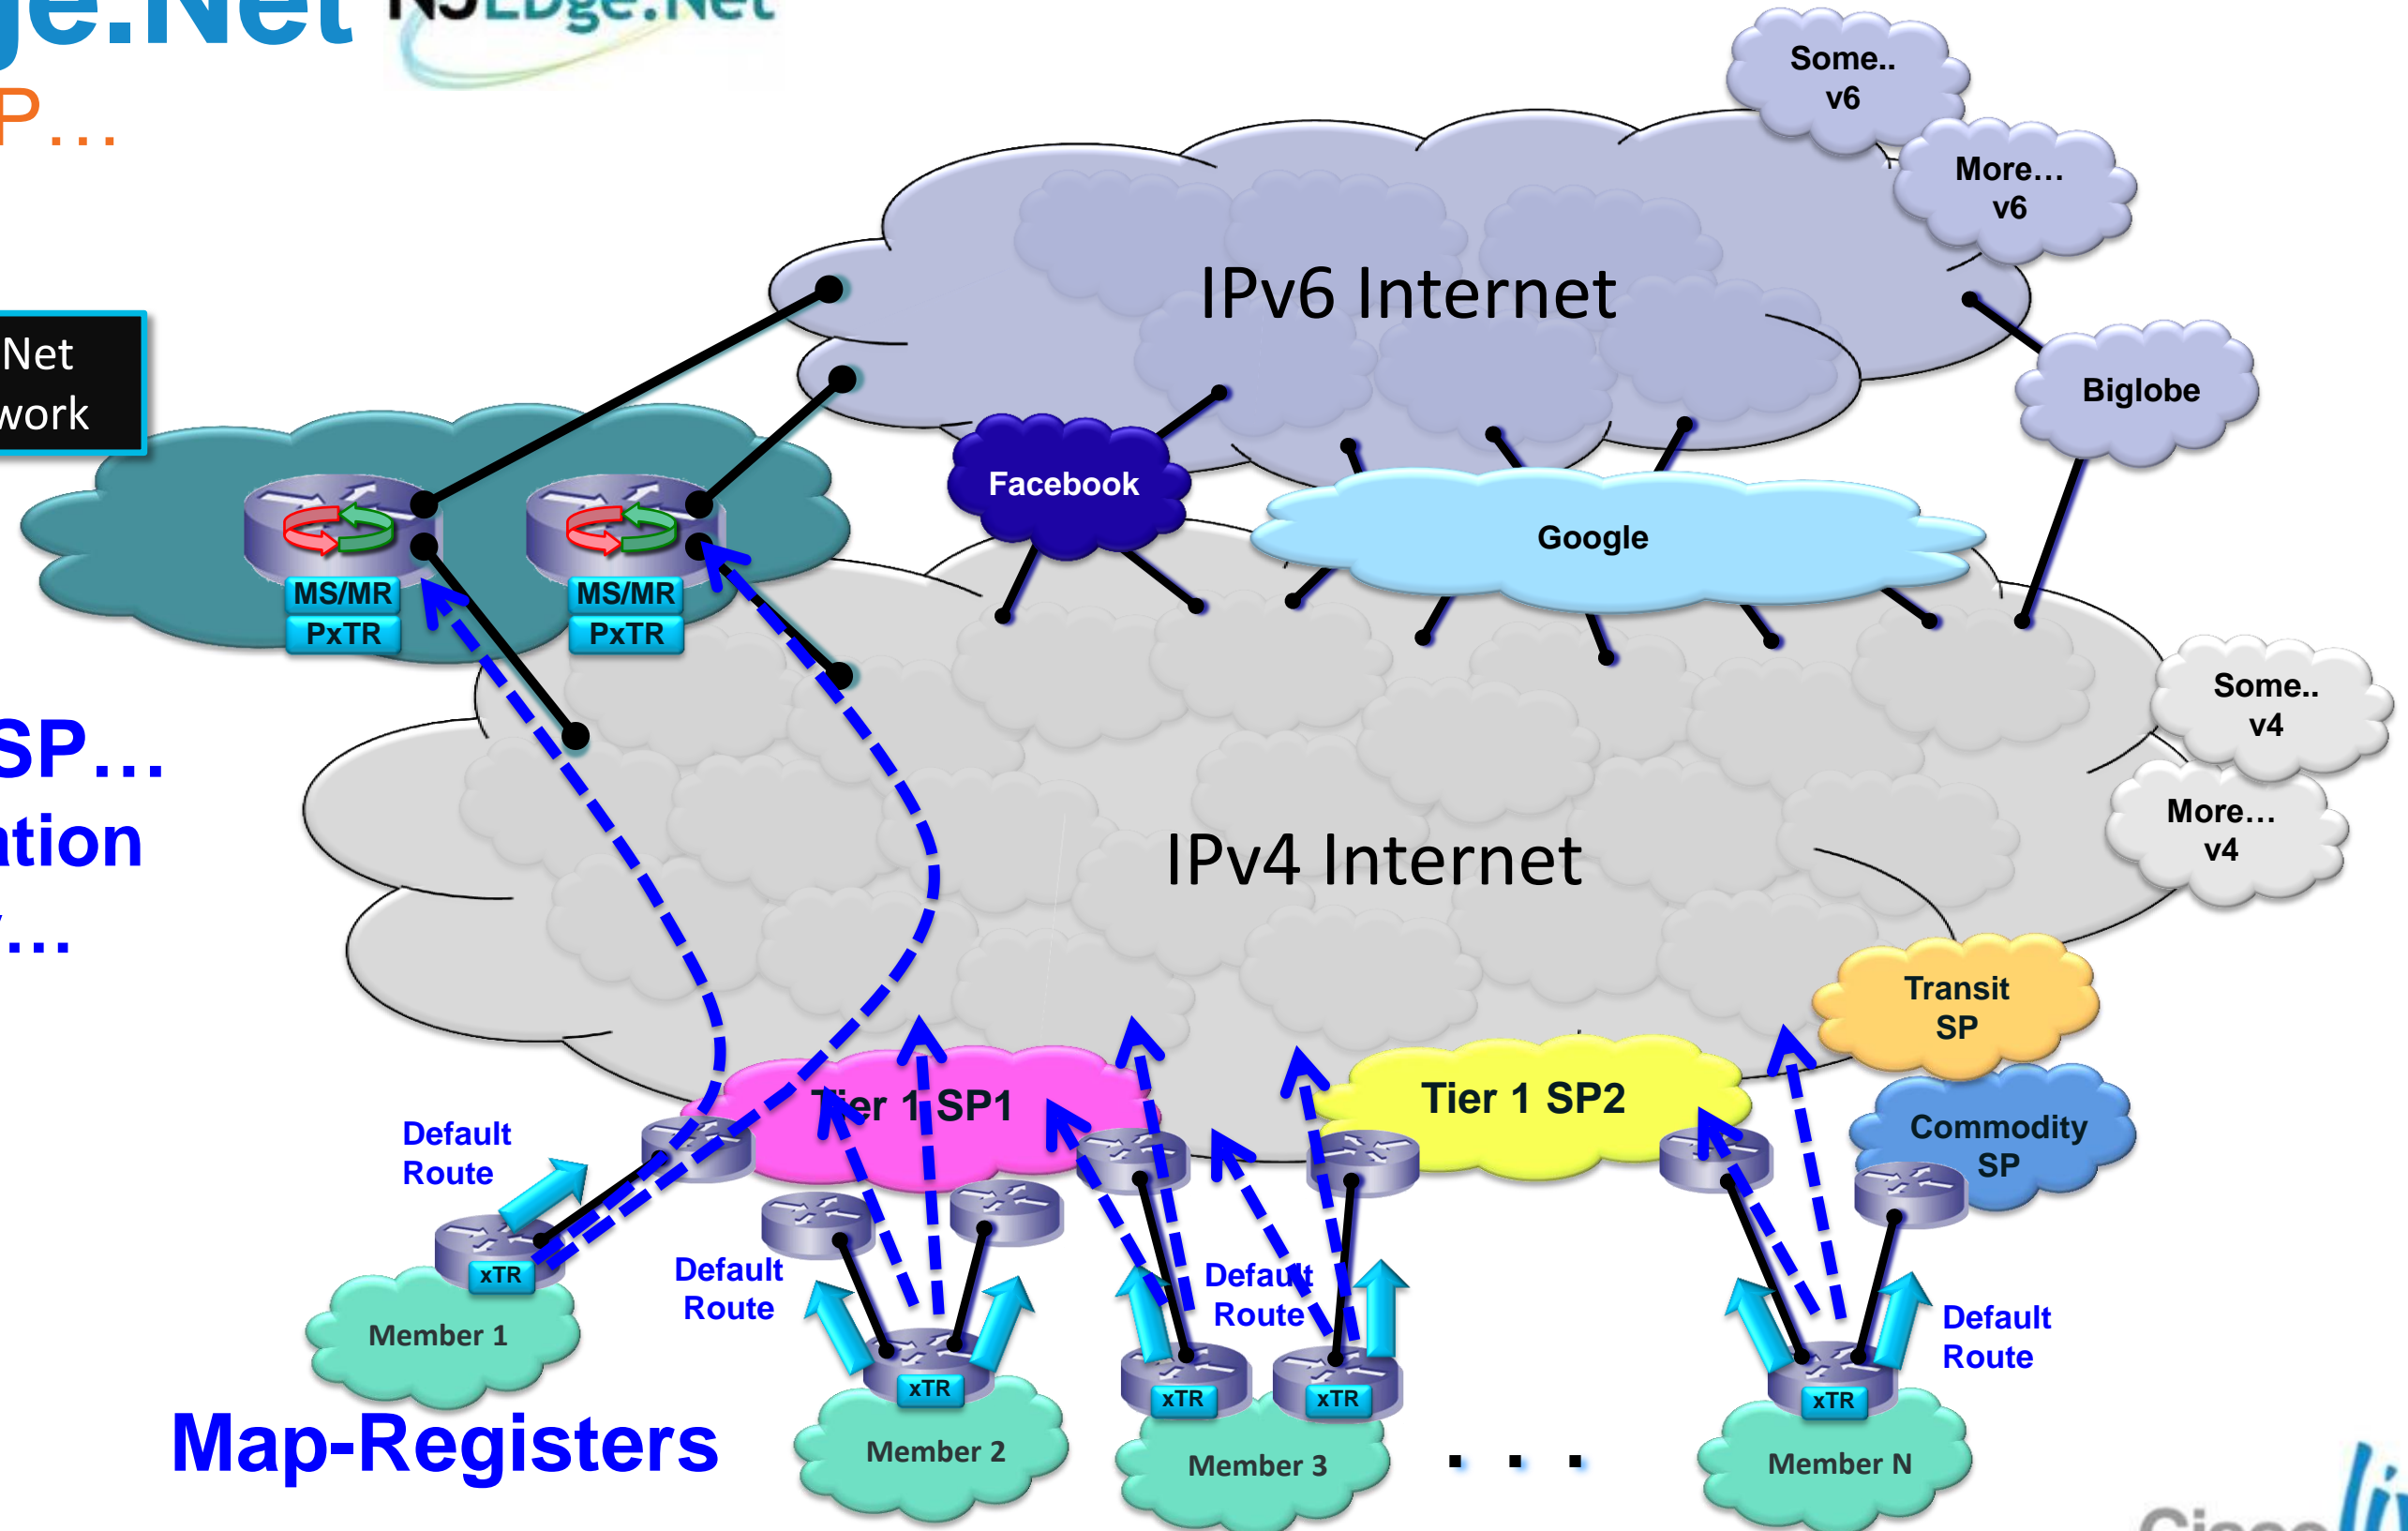 ge.Net
NJEDge.Net
P…
Net
work
SP…
ation
…
Some..
v6
More…
v6
IPv6 Internet
Biglobe
Facebook
Google
MS/MR
PxTR
MS/MR
PxTR
Some..
v4
More…
v4
IPv4 Internet
Transit
SP
Commodity
SP
Tier 1 SP1
Tier 1 SP2
Default
Route
Default
Route
Default
Route
Default
Route
xTR
xTR
xTR
xTR
xTR
Member 1
Member 2
Member 3
. . .
Member N
Map-Registers
Cisco